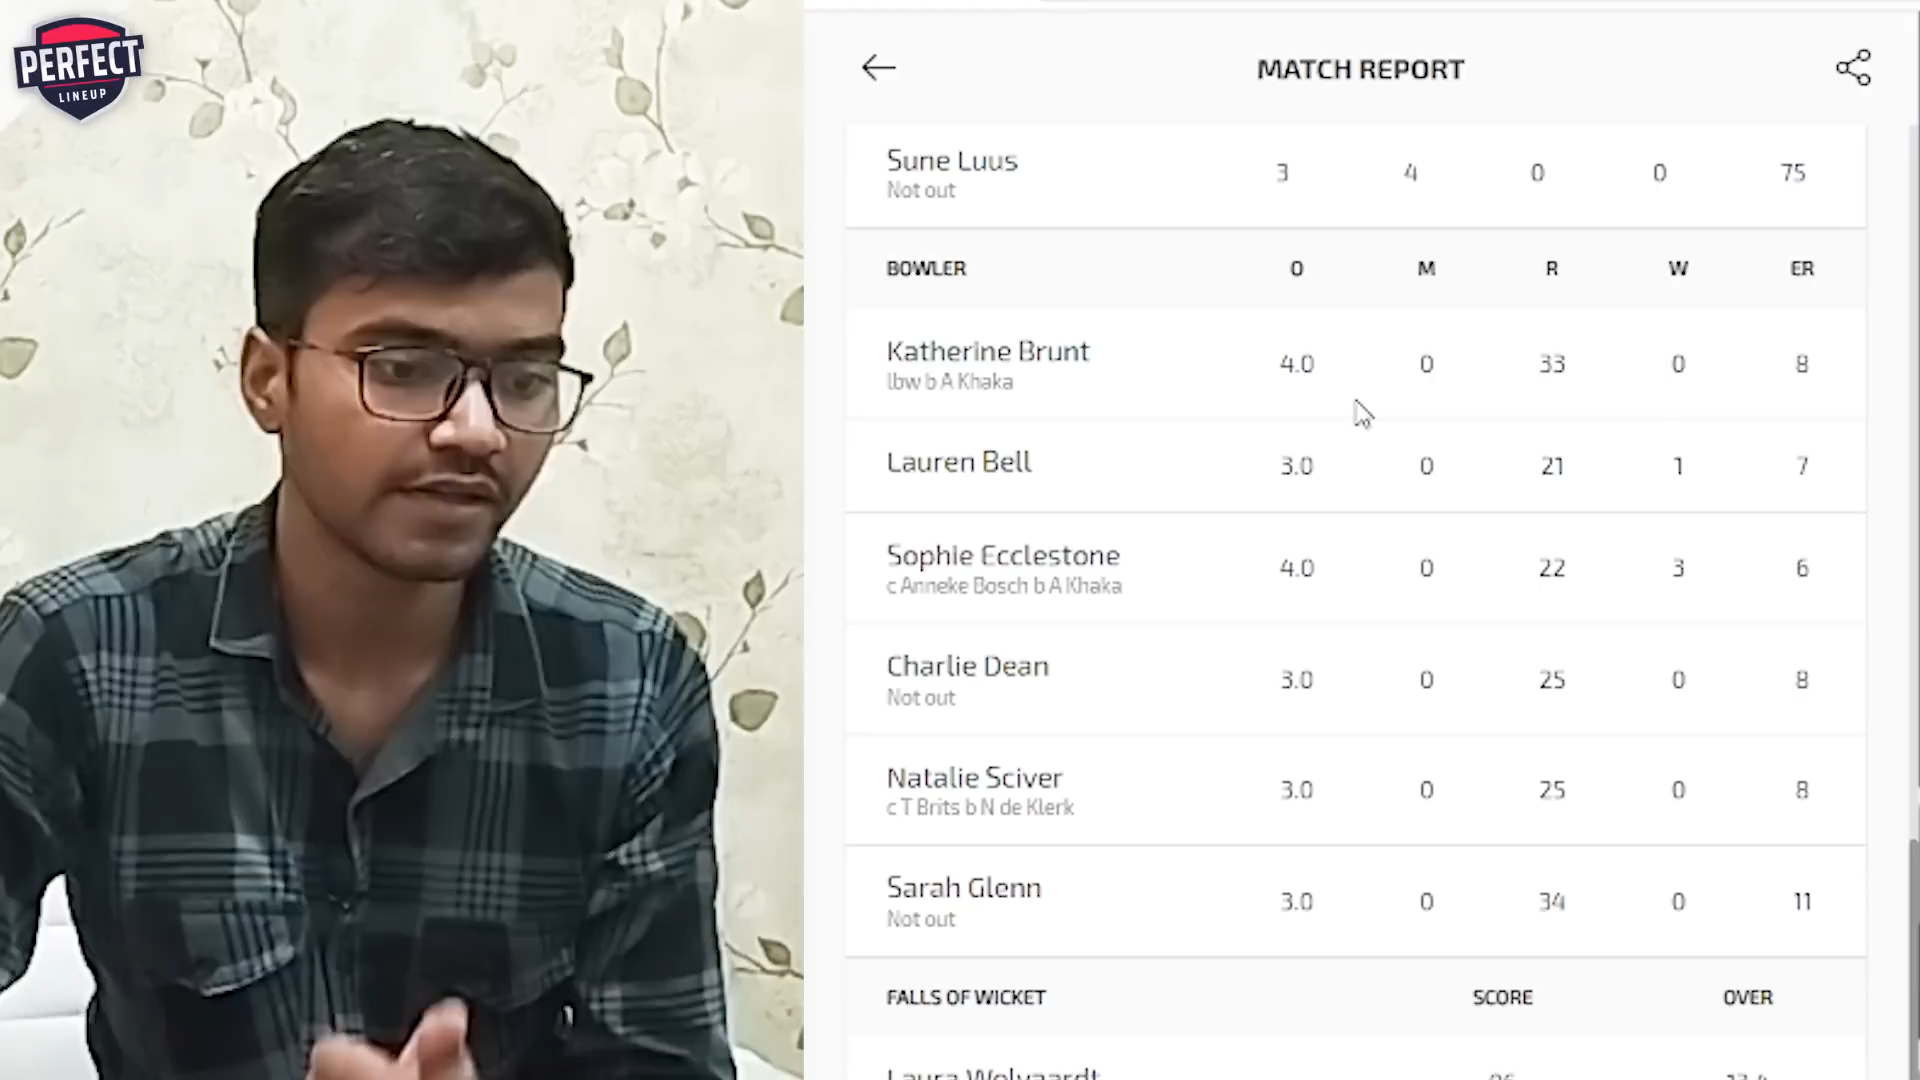 PERFECT
LINEUP
MATCH REPORT
Sune Luus 3 4 0 0 75
Not out
BOWLER O M R W ER
Katherine Brunt 4.0 0 33 0 8
lbw b A Khaka
Lauren Bell 3.0 0 21 1 7
Sophie Ecclestone 4.0 0 22 3 6
c Anneke Bosch b A Khaka
Charlie Dean 3.0 0 25 0 8
Not out
Natalie Sciver 3.0 0 25 0 8
c T Brits b N de Klerk
Sarah Glenn 3.0 0 34 0 11
Not out
FALLS OF WICKET SCORE OVER
Laura Wolvaardt